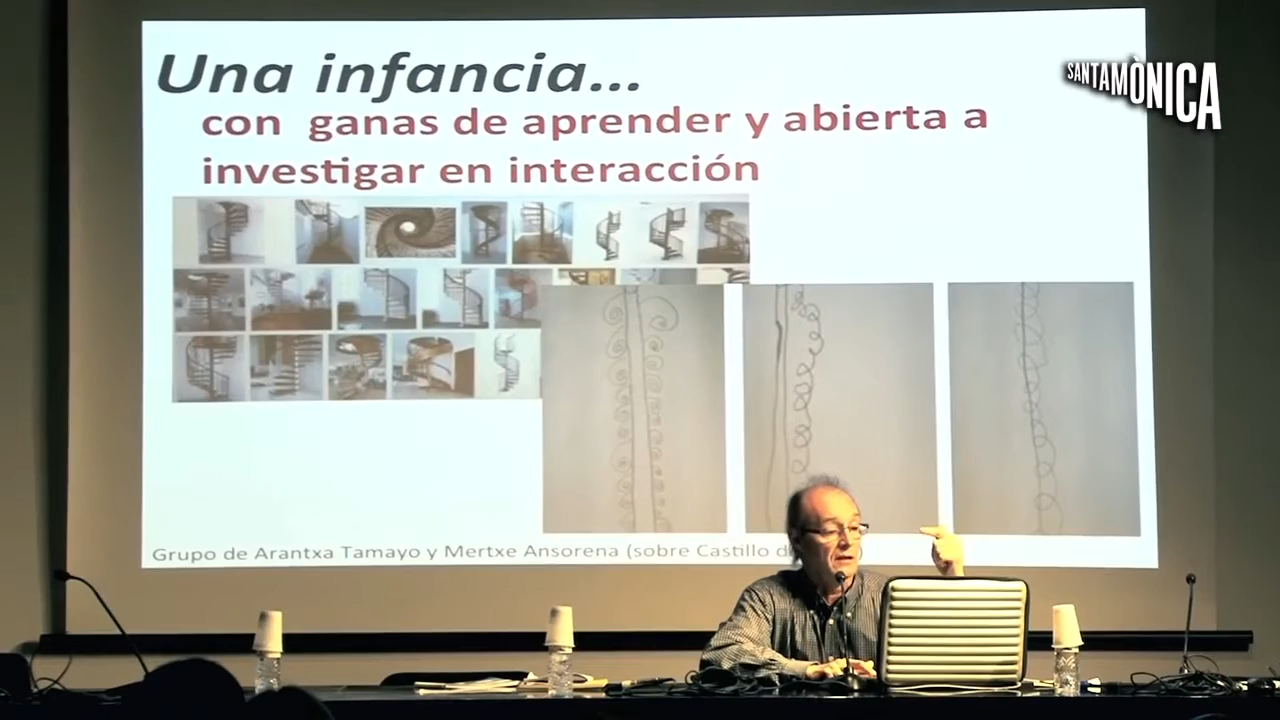 Una infancia...
con ganas de aprender y abierta a
investigar en interacción
SANTAMÒNICA
Grupo de Arantxa Tamayo y Mertxe Ansorena (sobre Castillo